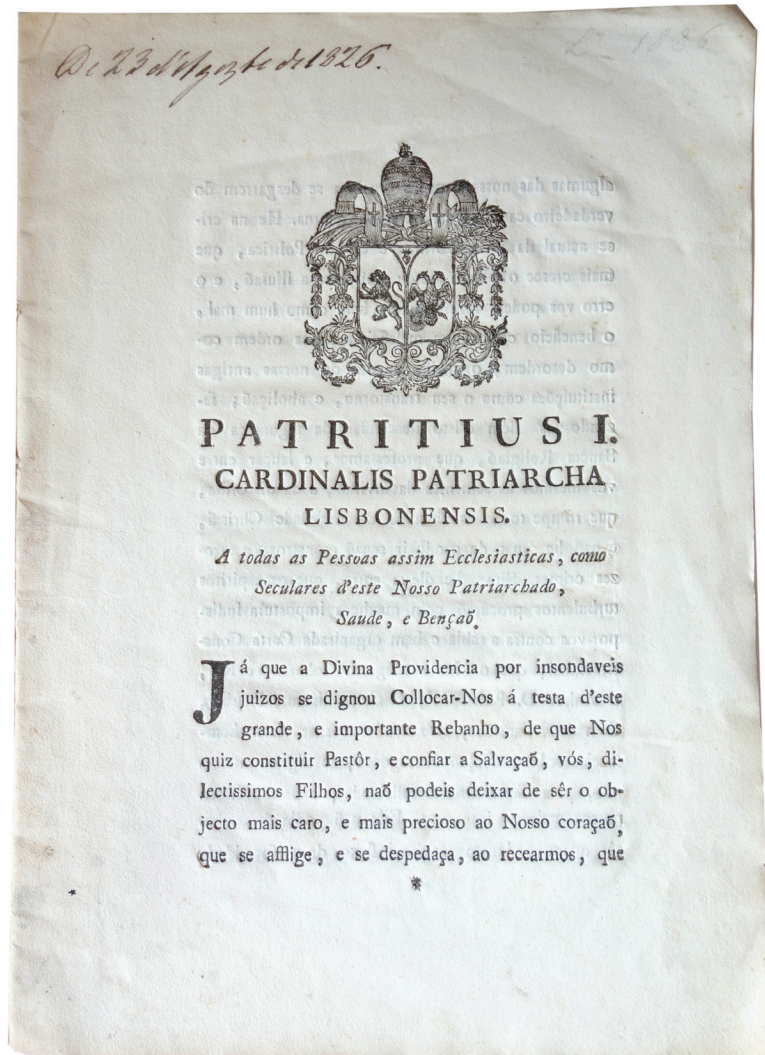 De 23 d'Agosto de 1826.
1826
PATRITIUS I.
CARDINALIS PATRIARCHA
LISBONENSIS.
A todas as Pessoas assim Ecclesiasticas, como
Seculares d'este Nosso Patriarchado,
Saude, e Bençaõ.
Já que a Divina Providencia por insondaveis
juizos se dignou Collocar-Nos á testa d'este
grande, e importante Rebanho, de que Nos
quiz constituir Pastôr, e confiar a Salvaçaõ, vós, di-
lectissimos Filhos, naõ podeis deixar de sêr o ob-
jecto mais caro, e mais precioso ao Nosso coraçaõ,
que se afflige, e se despedaça, ao recearmos, que
*